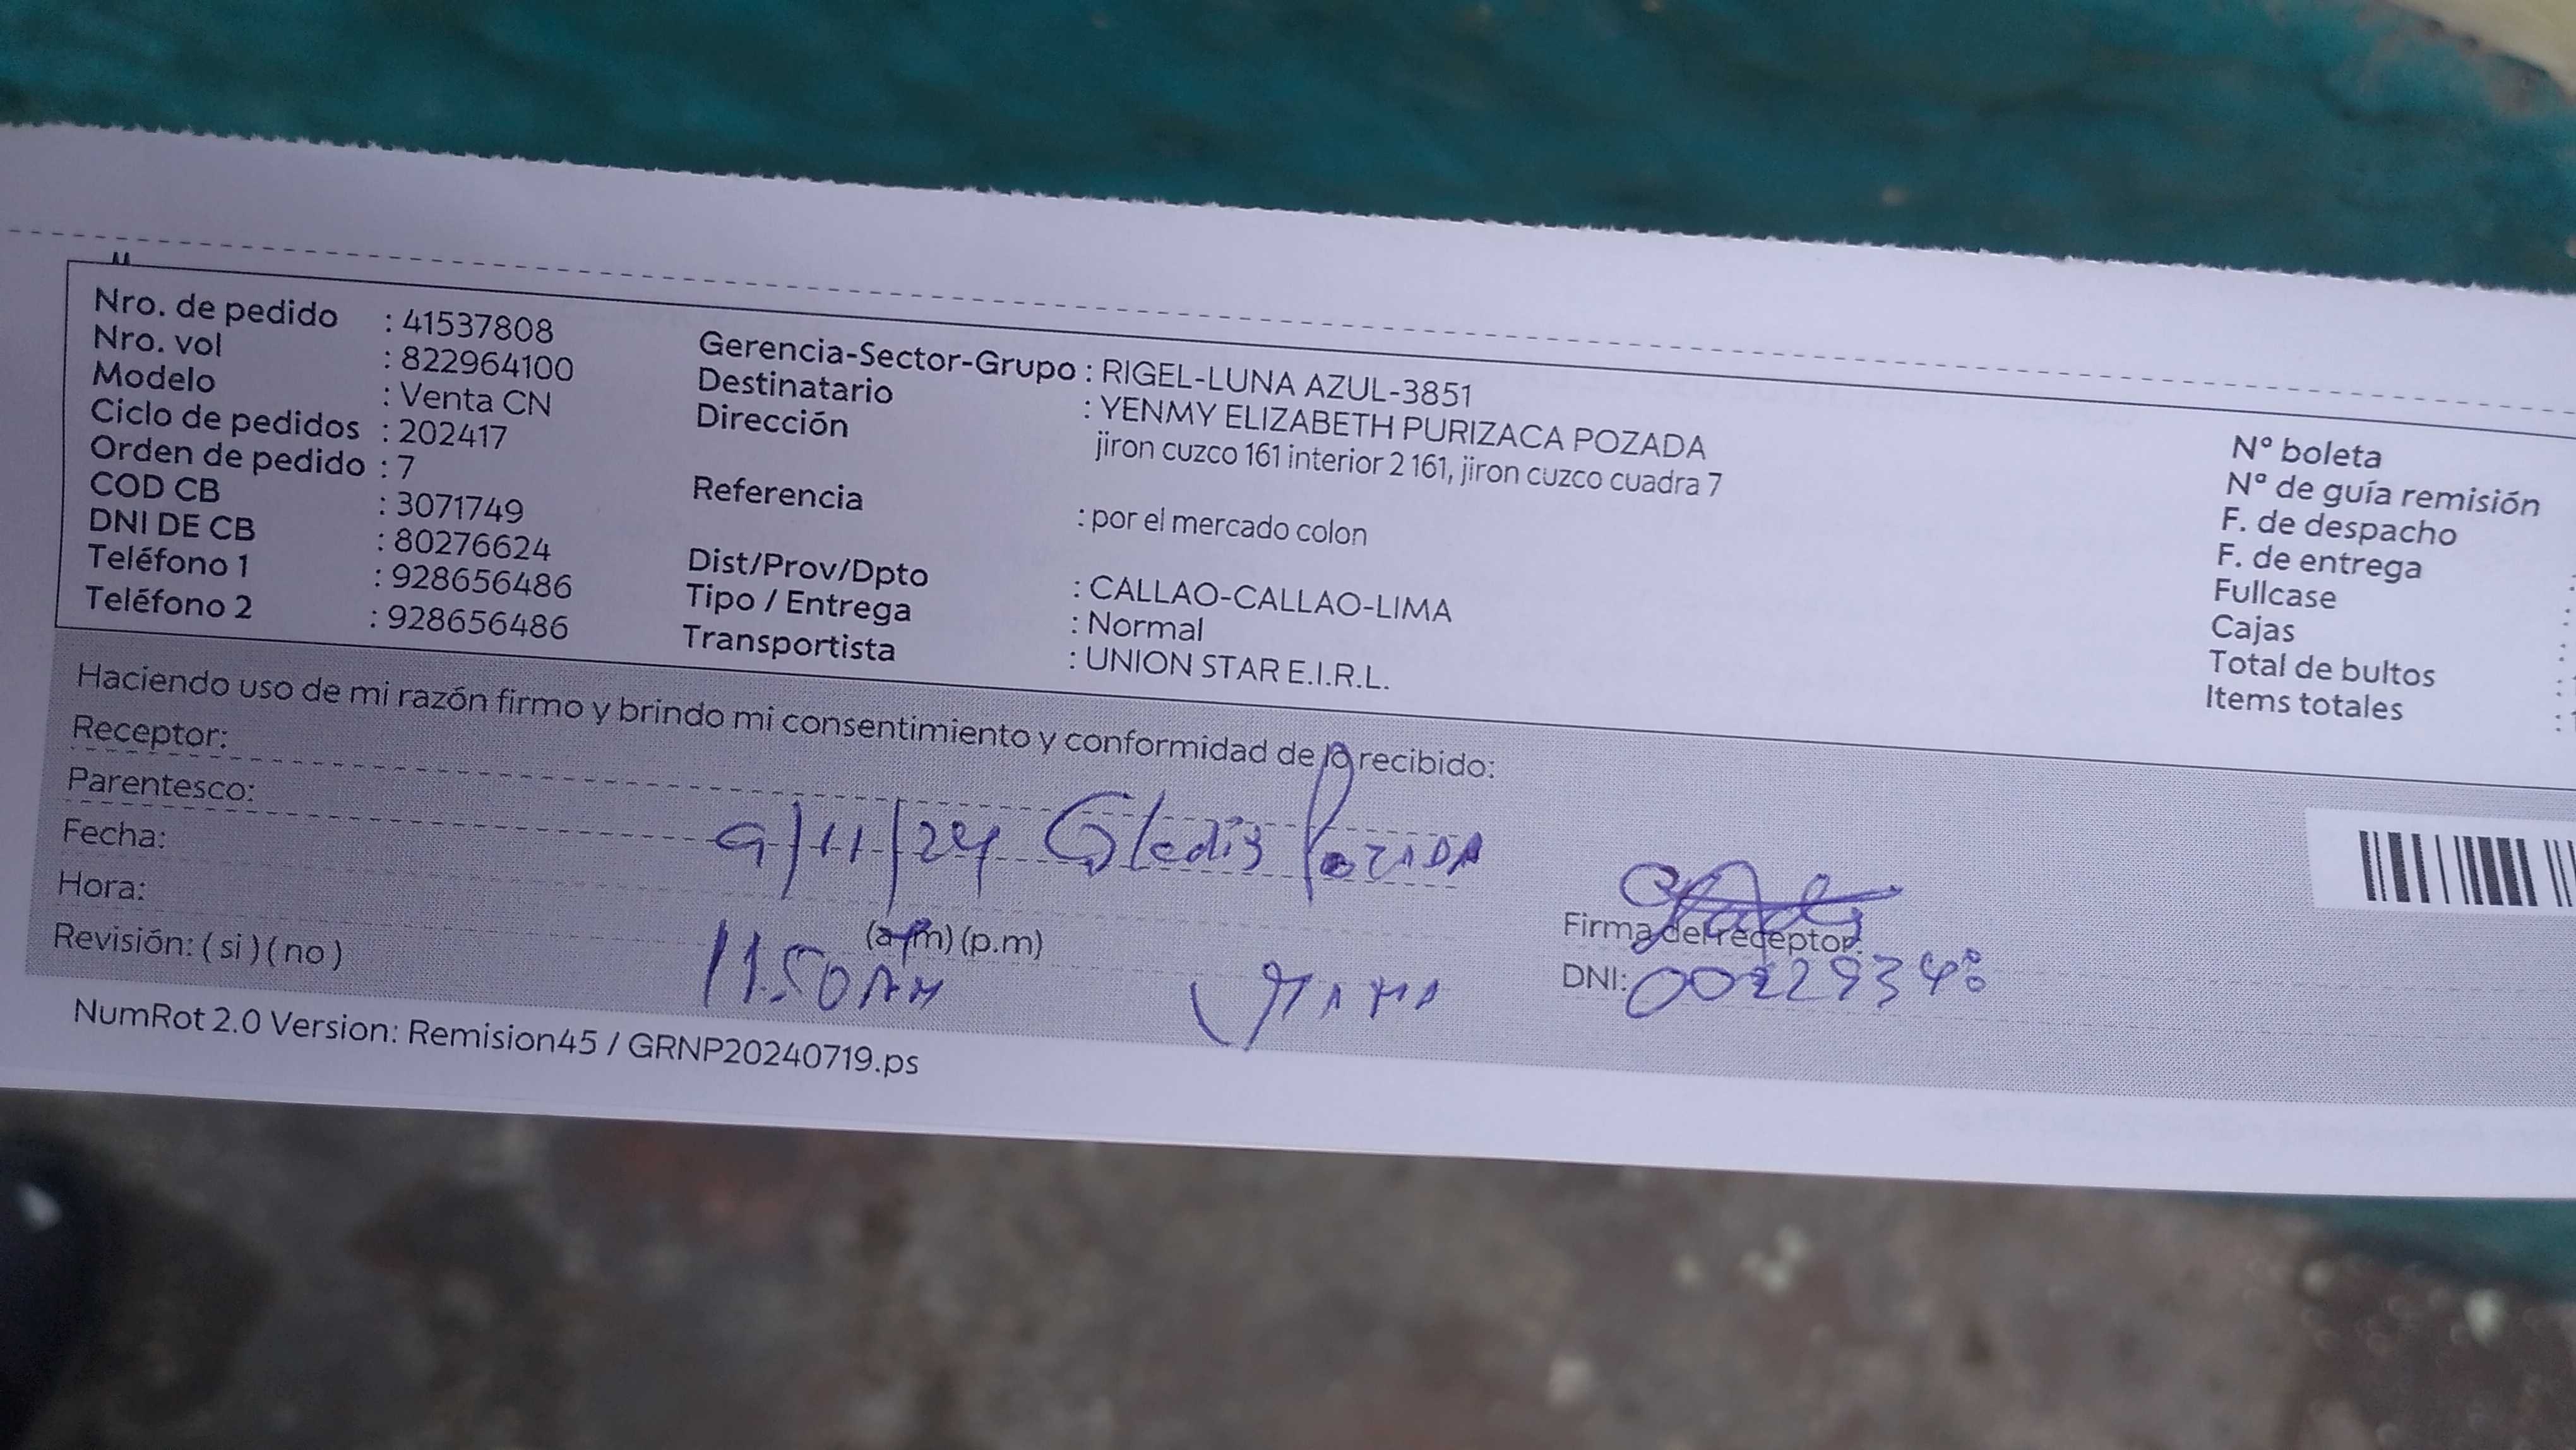 Nro. de pedido : 41537808
Nro. vol : 822964100
Modelo : Venta CN
Ciclo de pedidos : 202417
Orden de pedido : 7
COD CB : 3071749
DNI DE CB : 80276624
Teléfono 1 : 928656486
Teléfono 2 : 928656486
Gerencia-Sector-Grupo : RIGEL-LUNA AZUL-3851
Destinatario : YENMY ELIZABETH PURIZACA POZADA
Dirección jiron cuzco 161 interior 2 161, jiron cuzco cuadra 7
Referencia : por el mercado colon
Dist/Prov/Dpto : CALLAO-CALLAO-LIMA
Tipo / Entrega : Normal
Transportista : UNION STAR E.I.R.L.
N° boleta
N° de guía remisión
F. de despacho
F. de entrega
Fullcase
Cajas
Total de bultos
Items totales
Haciendo uso de mi razón firmo y brindo mi consentimiento y conformidad de lo recibido:
Receptor:
Parentesco:
Fecha: 9/11/24 Gledis Pozada
Hora: (a.m) (p.m)
Revisión: ( si ) ( no ) 11.50 AM
Firma del receptor:
DNI:
NumRot 2.0 Version: Remision45 / GRNP20240719.ps